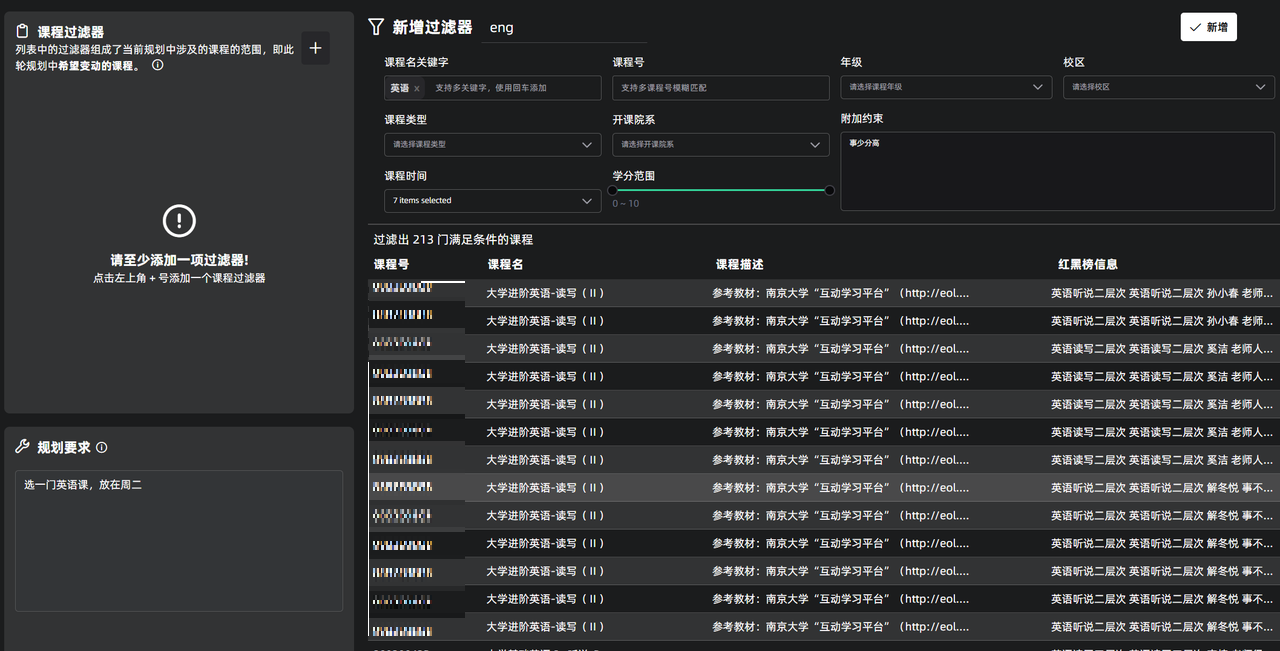 课程过滤器
列表中的过滤器组成了当前规划中涉及的课程的范围，即此
轮规划中希望变动的课程。
+
请至少添加一项过滤器!
点击左上角 + 号添加一个课程过滤器
规划要求
选一门英语课，放在周二
新增过滤器 eng
新增
课程名关键字 课程号 年级 校区
英语 x 支持多关键字，使用回车添加 支持多课程号模糊匹配 请选择课程年级 请选择校区
课程类型 开课院系 附加约束
请选择课程类型 请选择开课院系 事少分高
课程时间 学分范围
7 items selected 0 ~ 10
过滤出 213 门满足条件的课程
课程号 课程名 课程描述 红黑榜信息
大学进阶英语-读写（II） 参考教材：南京大学“互动学习平台”（http://eol.... 英语听说二层次 英语听说二层次 孙小春 老师...
大学进阶英语-读写（II） 参考教材：南京大学“互动学习平台”（http://eol.... 英语听说二层次 英语听说二层次 孙小春 老师...
大学进阶英语-读写（II） 参考教材：南京大学“互动学习平台”（http://eol.... 英语读写二层次 英语读写二层次 奚洁 老师人...
大学进阶英语-读写（II） 参考教材：南京大学“互动学习平台”（http://eol.... 英语读写二层次 英语读写二层次 奚洁 老师人...
大学进阶英语-读写（II） 参考教材：南京大学“互动学习平台”（http://eol.... 英语读写二层次 英语读写二层次 奚洁 老师人...
大学进阶英语-读写（II） 参考教材：南京大学“互动学习平台”（http://eol.... 英语读写二层次 英语读写二层次 奚洁 老师人...
大学进阶英语-读写（II） 参考教材：南京大学“互动学习平台”（http://eol.... 英语读写二层次 英语读写二层次 奚洁 老师人...
大学进阶英语-读写（II） 参考教材：南京大学“互动学习平台”（http://eol.... 英语听说二层次 英语听说二层次 解冬悦 事不...
大学进阶英语-读写（II） 参考教材：南京大学“互动学习平台”（http://eol.... 英语听说二层次 英语听说二层次 解冬悦 事不...
大学进阶英语-读写（II） 参考教材：南京大学“互动学习平台”（http://eol.... 英语听说二层次 英语听说二层次 解冬悦 事不...
大学进阶英语-读写（II） 参考教材：南京大学“互动学习平台”（http://eol.... 英语听说二层次 英语听说二层次 解冬悦 事不...
大学进阶英语-读写（II） 参考教材：南京大学“互动学习平台”（http://eol.... 英语听说二层次 英语听说二层次 解冬悦 事不...
大学进阶英语-读写（II） 参考教材：南京大学“互动学习平台”（http://eol.... 英语听说二层次 英语听说二层次 解冬悦 事不...